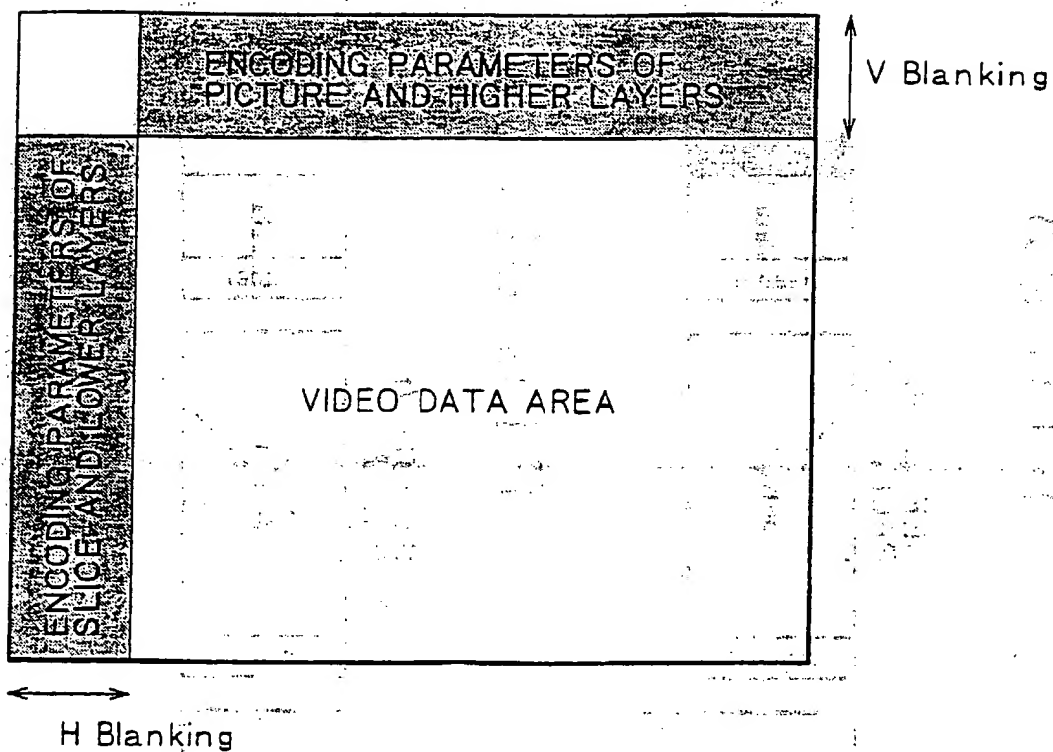 ENCODING PARAMETERS OF
PICTURE AND HIGHER LAYERS
V Blanking
ENCODING PARAMETERS OF
SLICE AND LOWER LAYERS
VIDEO DATA AREA
H Blanking